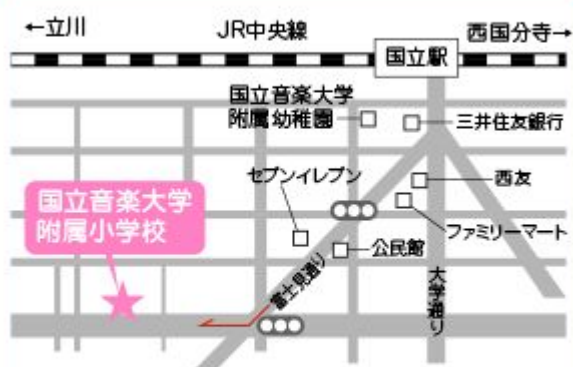 ←立川
JR中央線
西国分寺→
国立駅
国立音楽大学
附属幼稚園
三井住友銀行
セブンイレブン
西友
国立音楽大学
附属小学校
ファミリーマート
公民館
富士見通り
大学通り